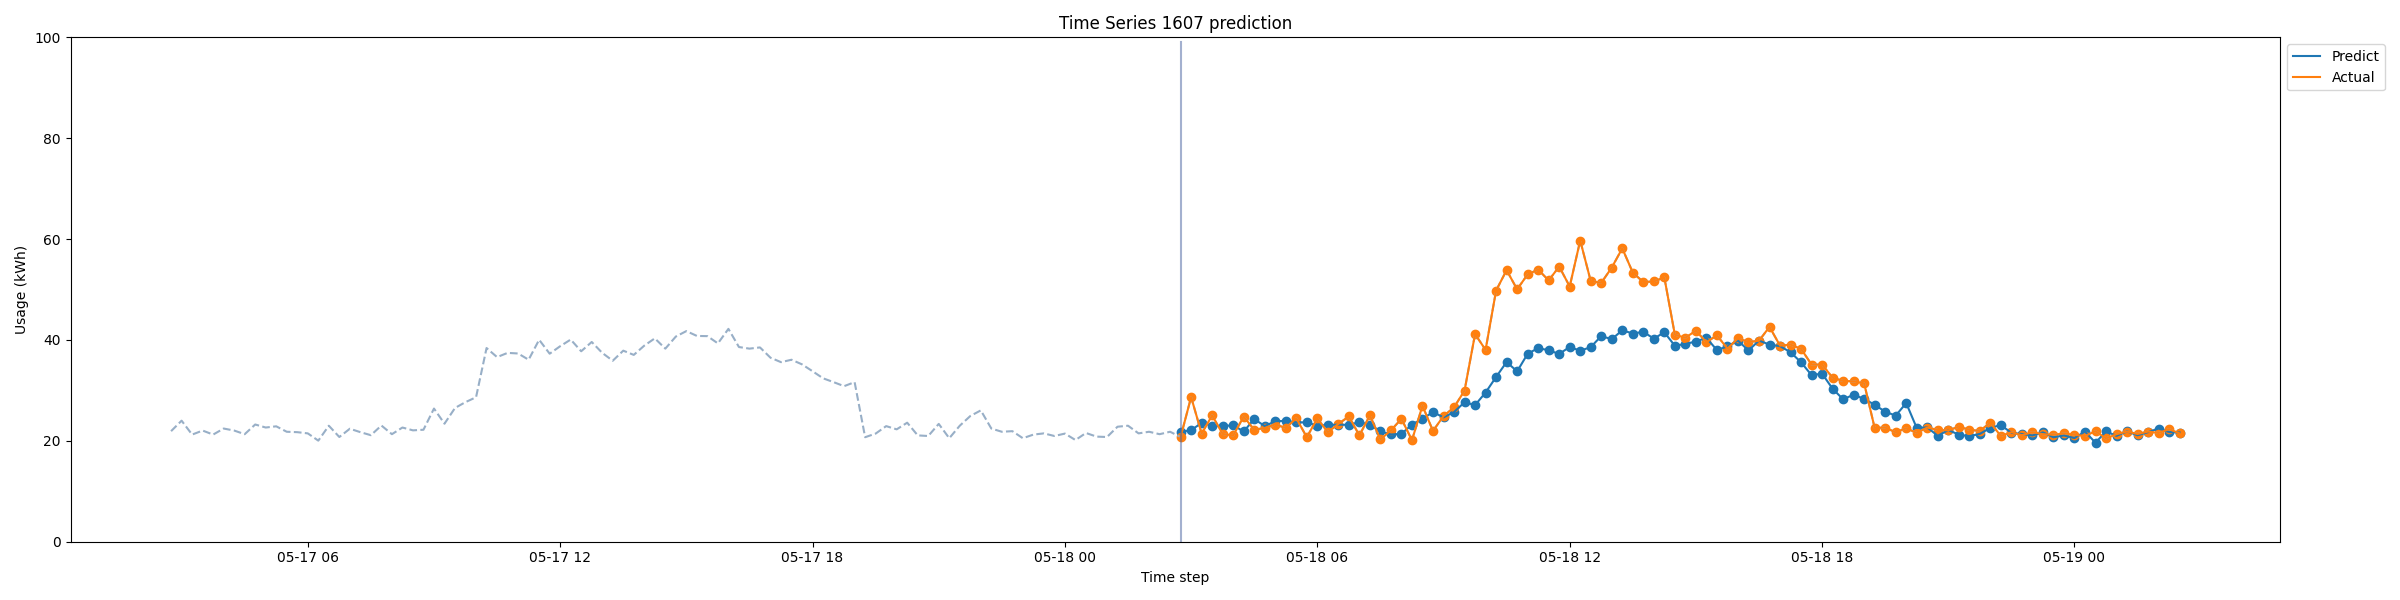 Time Series 1607 prediction
100
80
60
40
20
0
Usage (kWh)
05-17 06
05-17 12
05-17 18
05-18 00
05-18 06
05-18 12
05-18 18
05-19 00
Time step
Predict
Actual